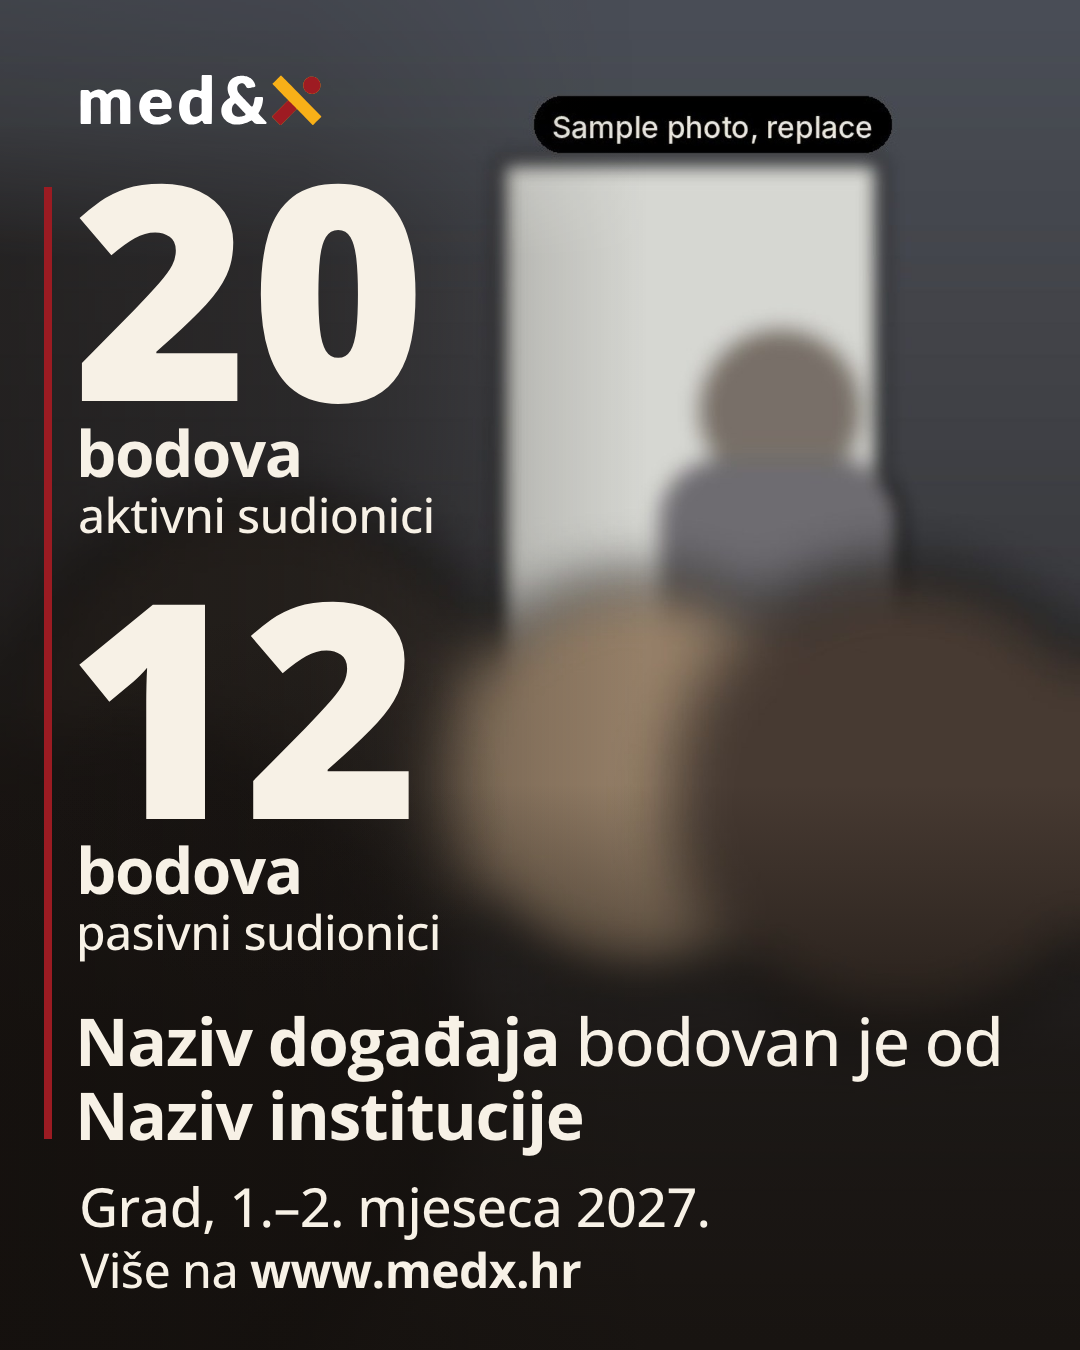 med&x
Sample photo, replace
20
bodova
aktivni sudionici
12
bodova
pasivni sudionici
Naziv događaja bodovan je od
Naziv institucije
Grad, 1.–2. mjeseca 2027.
Više na www.medx.hr